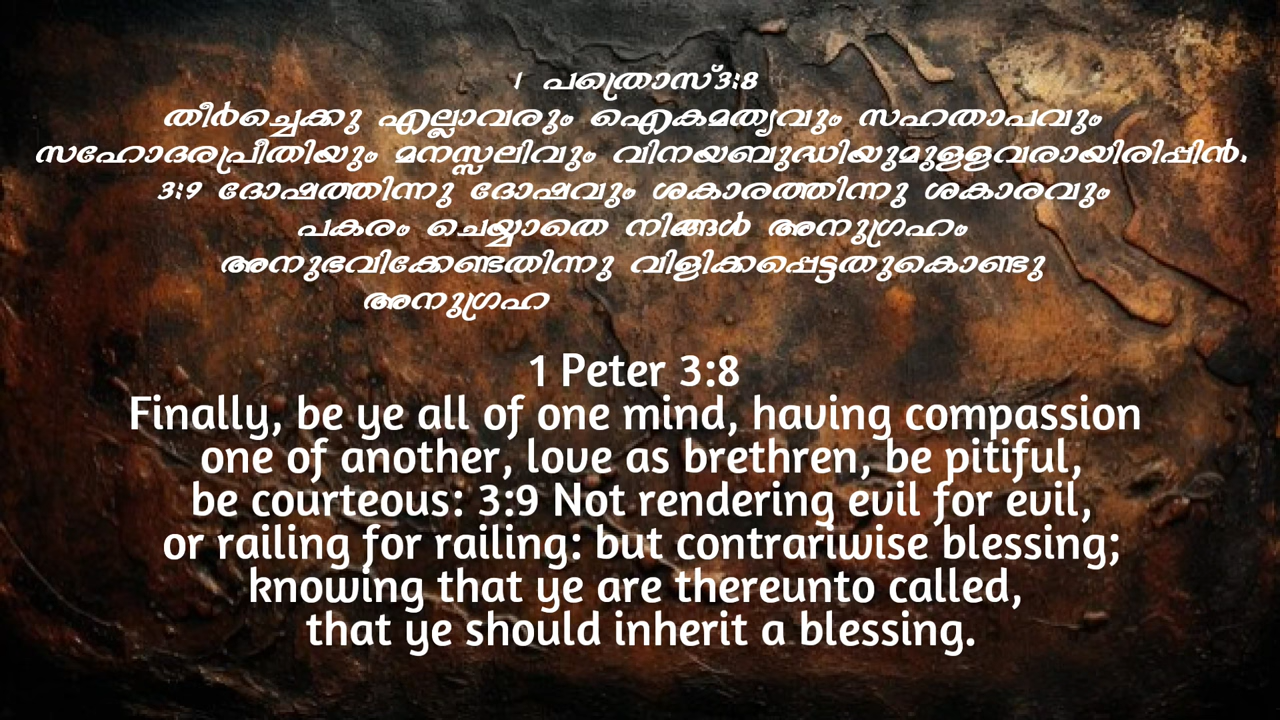 1 പത്രൊസ് 3:8
തീർച്ചെക്കു എല്ലാവരും ഐകമത്യവും സഹതാപവും
സഹോദരപ്രീതിയും മനസ്സലിവും വിനയബുദ്ധിയുമുളളവരായിരിപ്പിൻ.
3:9 ദോഷത്തിന്നു ദോഷവും ശകാരത്തിന്നു ശകാരവും
പകരം ചെയ്യാതെ നിങ്ങൾ അനുഗ്രഹം
അനുഭവിക്കേണ്ടതിന്നു വിളിക്കപ്പെട്ടതുകൊണ്ടു
അനുഗ്രഹ
1 Peter 3:8
Finally, be ye all of one mind, having compassion
one of another, love as brethren, be pitiful,
be courteous: 3:9 Not rendering evil for evil,
or railing for railing: but contrariwise blessing;
knowing that ye are thereunto called,
that ye should inherit a blessing.